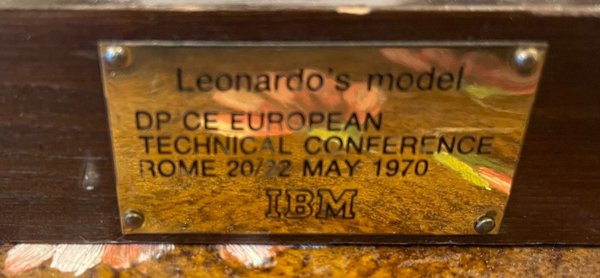 Leonardo's model
DP CE EUROPEAN
TECHNICAL CONFERENCE
ROME 20/22 MAY 1970
IBM